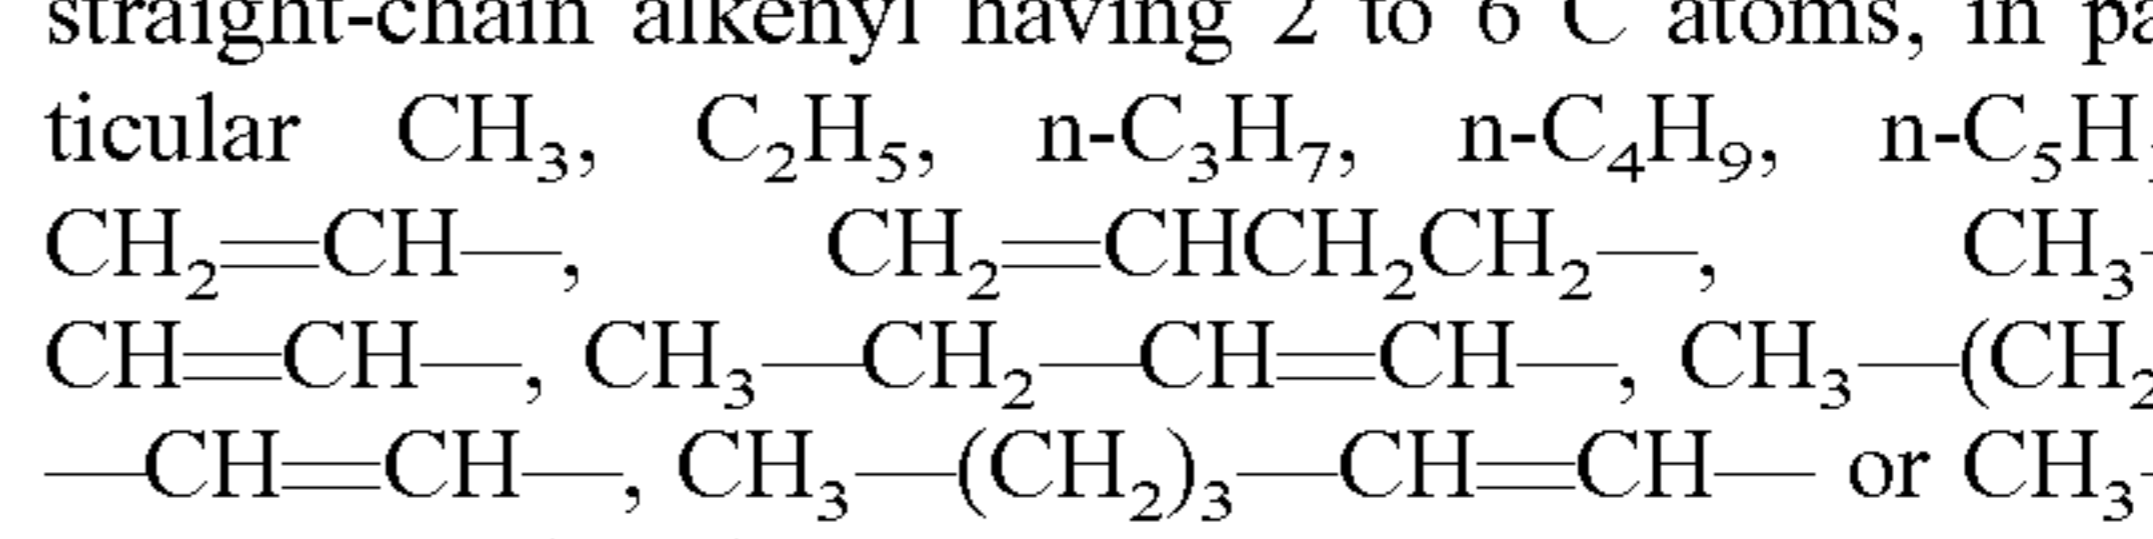 straight-chain alkenyl having 2 to 6 C atoms, in pa
ticular CH₃, C₂H₅, n-C₃H₇, n-C₄H₉, n-C₅H
CH₂═CH—, CH₂═CHCH₂CH₂—, CH₃-
CH═CH—, CH₃—CH₂—CH═CH—, CH₃—(CH₂
—CH═CH—, CH₃—(CH₂)₃—CH═CH— or CH₃-